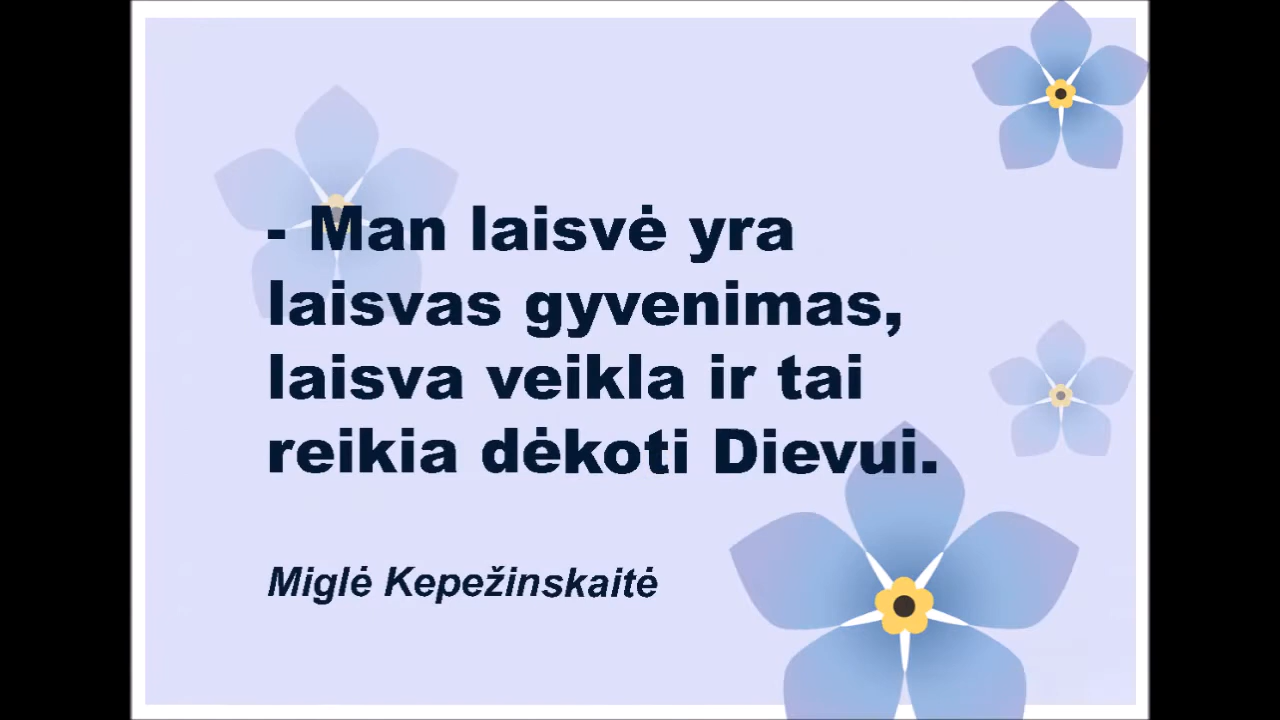 - Man laisvė yra
laisvas gyvenimas,
laisva veikla ir tai
reikia dėkoti Dievui.
Miglė Kepežinskaitė